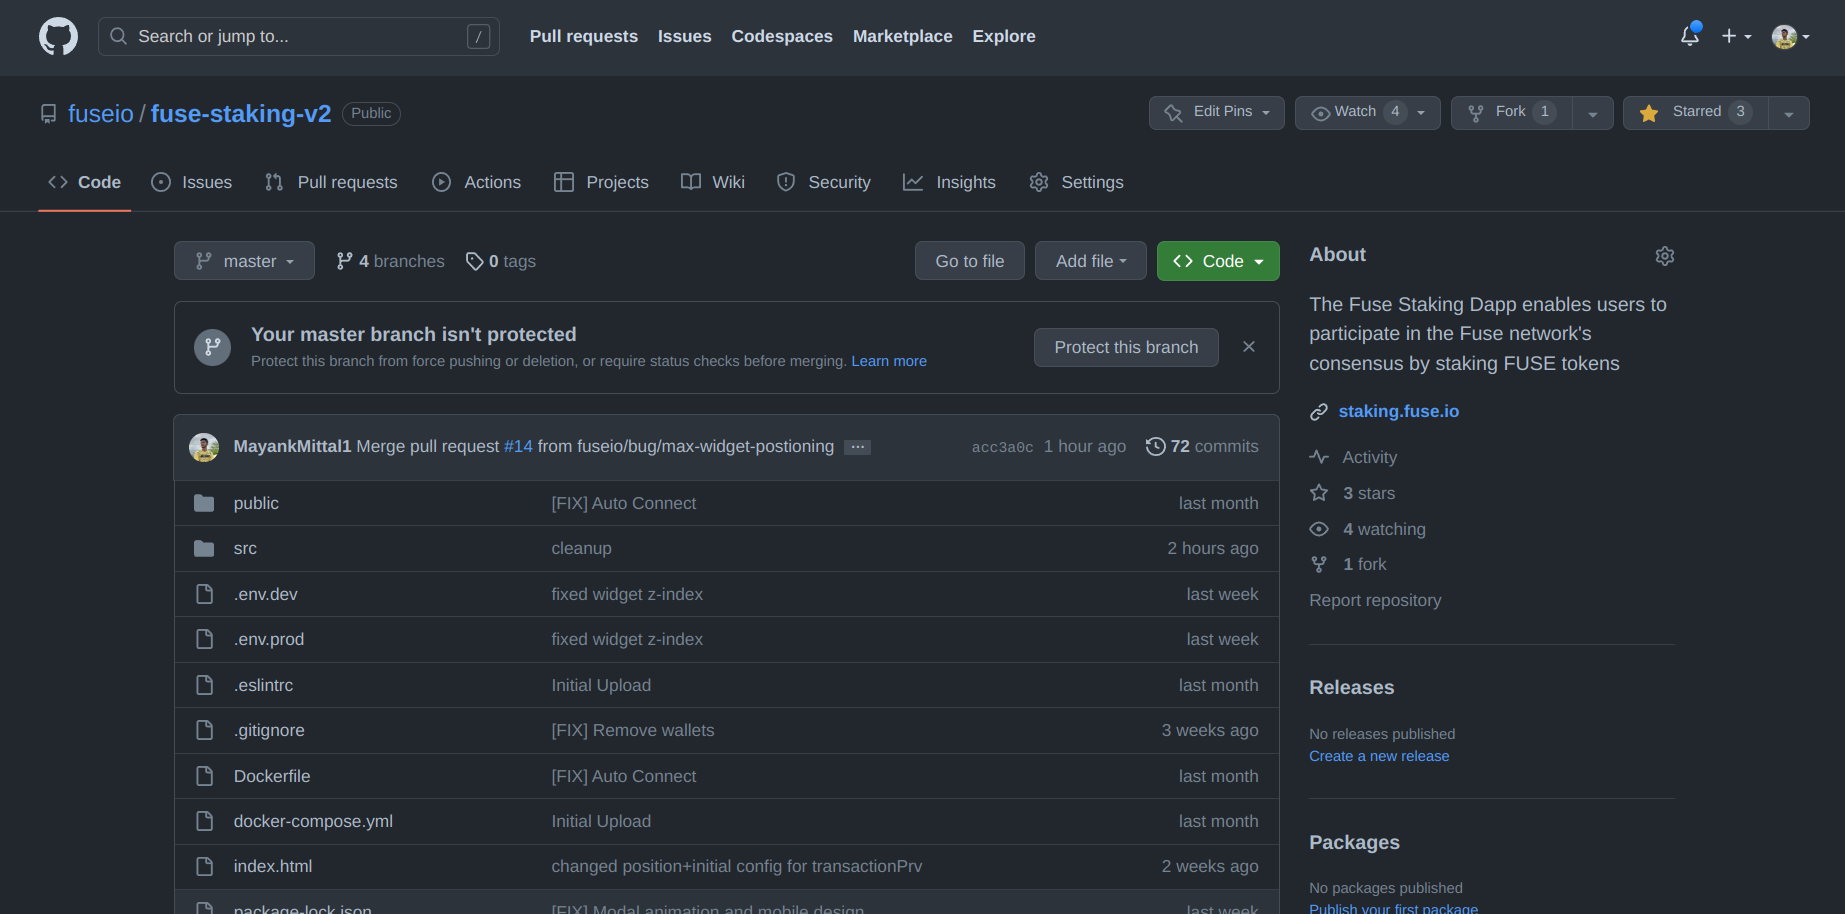 Search or jump to... /
Pull requests Issues Codespaces Marketplace Explore
fuseio / fuse-staking-v2 Public
Edit Pins Watch 4 Fork 1 Starred 3
Code Issues Pull requests Actions Projects Wiki Security Insights Settings
master 4 branches 0 tags Go to file Add file Code
Your master branch isn't protected
Protect this branch from force pushing or deletion, or require status checks before merging. Learn more
Protect this branch
MayankMittal1 Merge pull request #14 from fuseio/bug/max-widget-postioning ... acc3a0c 1 hour ago 72 commits
public [FIX] Auto Connect last month
src cleanup 2 hours ago
.env.dev fixed widget z-index last week
.env.prod fixed widget z-index last week
.eslintrc Initial Upload last month
.gitignore [FIX] Remove wallets 3 weeks ago
Dockerfile [FIX] Auto Connect last month
docker-compose.yml Initial Upload last month
index.html changed position+initial config for transactionPrv 2 weeks ago
package-lock.json [FIX] Modal animation and mobile design last week
About
The Fuse Staking Dapp enables users to
participate in the Fuse network's
consensus by staking FUSE tokens
staking.fuse.io
Activity
3 stars
4 watching
1 fork
Report repository
Releases
No releases published
Create a new release
Packages
No packages published
Publish your first package